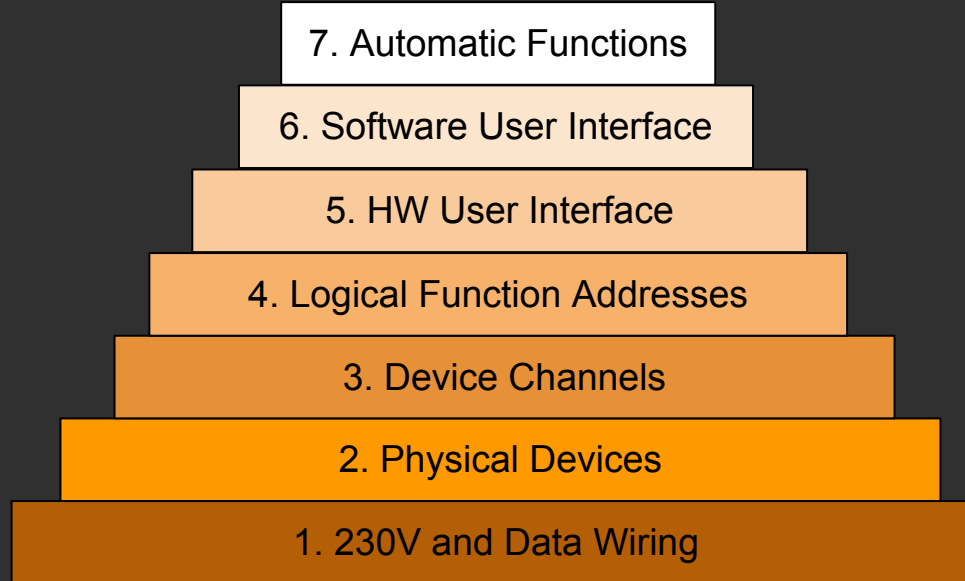 7. Automatic Functions
6. Software User Interface
5. HW User Interface
4. Logical Function Addresses
3. Device Channels
2. Physical Devices
1. 230V and Data Wiring